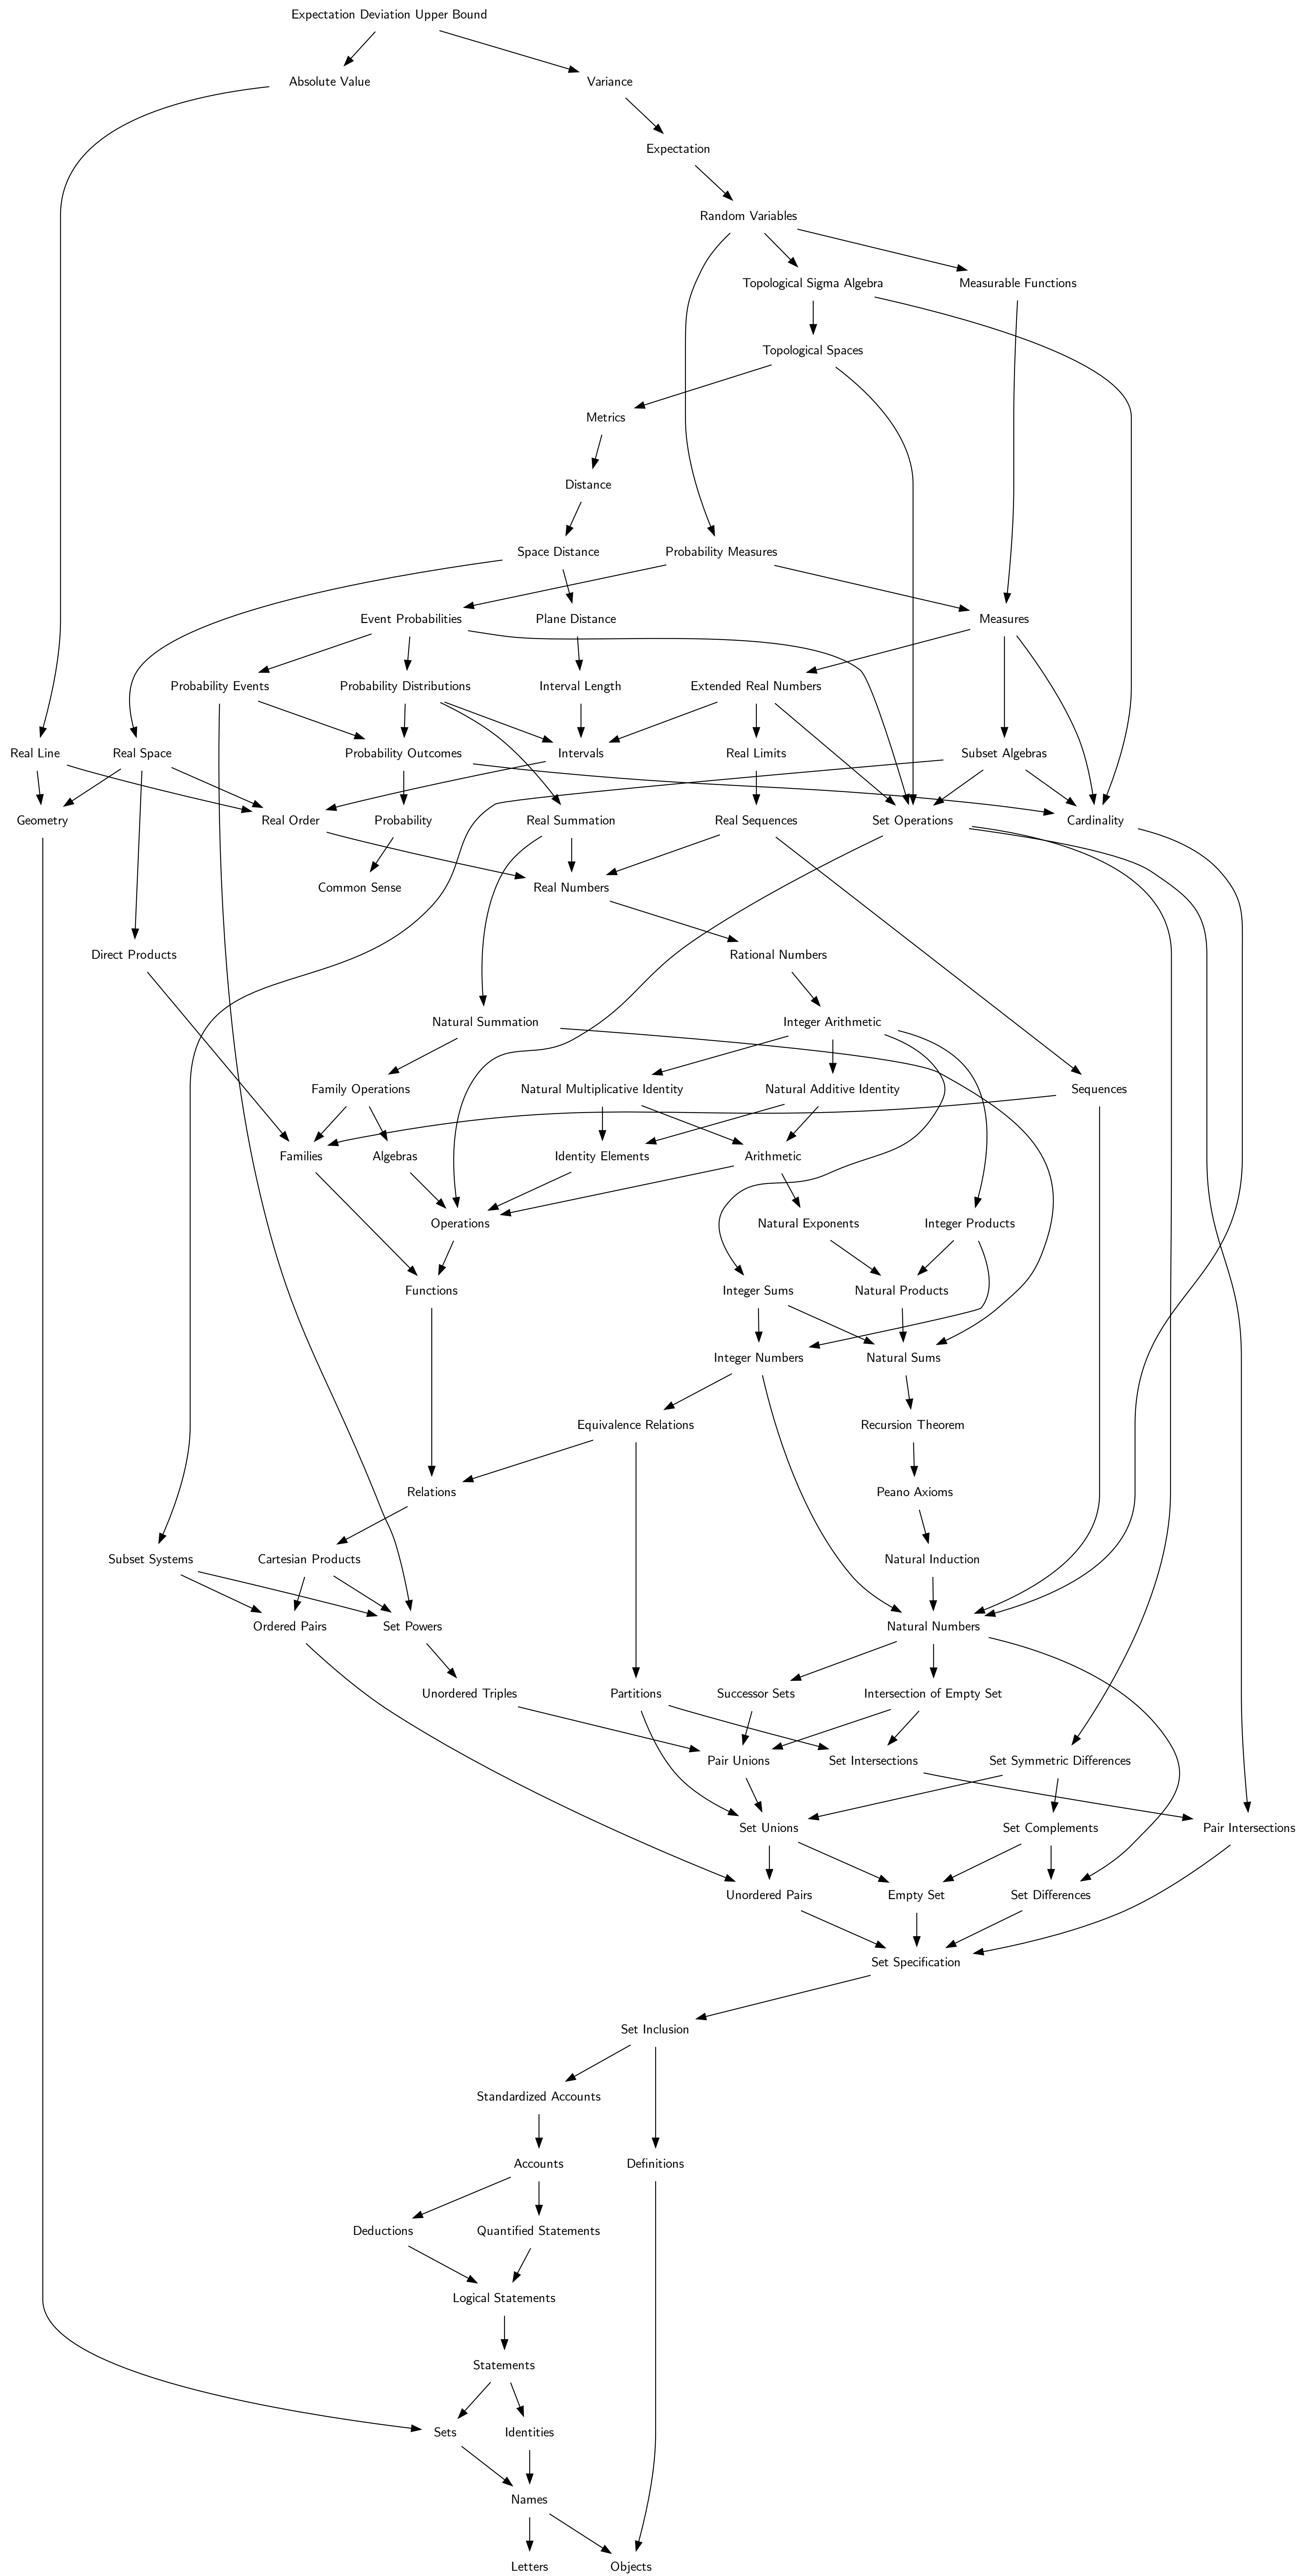 Expectation Deviation Upper Bound
Absolute Value
Variance
Expectation
Random Variables
Topological Sigma Algebra
Measurable Functions
Topological Spaces
Metrics
Distance
Space Distance
Probability Measures
Event Probabilities
Plane Distance
Measures
Probability Events
Probability Distributions
Interval Length
Extended Real Numbers
Real Line
Real Space
Probability Outcomes
Intervals
Real Limits
Subset Algebras
Geometry
Real Order
Probability
Real Summation
Real Sequences
Set Operations
Cardinality
Common Sense
Real Numbers
Direct Products
Rational Numbers
Natural Summation
Integer Arithmetic
Family Operations
Natural Multiplicative Identity
Natural Additive Identity
Sequences
Families
Algebras
Identity Elements
Arithmetic
Operations
Natural Exponents
Integer Products
Functions
Integer Sums
Natural Products
Integer Numbers
Natural Sums
Equivalence Relations
Recursion Theorem
Relations
Peano Axioms
Subset Systems
Cartesian Products
Natural Induction
Ordered Pairs
Set Powers
Natural Numbers
Unordered Triples
Partitions
Successor Sets
Intersection of Empty Set
Pair Unions
Set Intersections
Set Symmetric Differences
Set Unions
Set Complements
Pair Intersections
Unordered Pairs
Empty Set
Set Differences
Set Specification
Set Inclusion
Standardized Accounts
Accounts
Definitions
Deductions
Quantified Statements
Logical Statements
Statements
Sets
Identities
Names
Letters
Objects